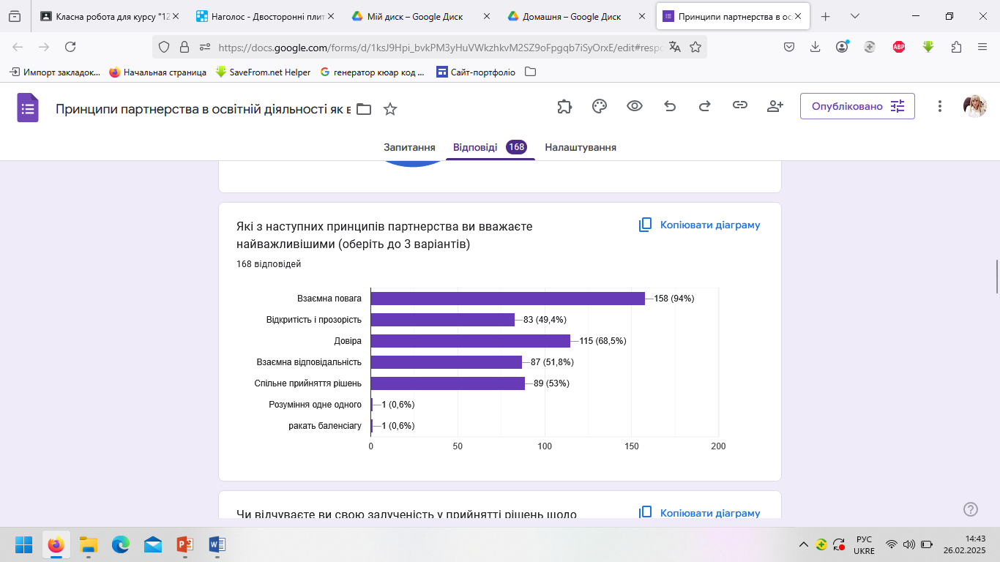 Класна робота для курсу "12
Наголос - Двосторонні плит
Мій диск – Google Диск
Домашня – Google Диск
Принципи партнерства в осв
https://docs.google.com/forms/d/1ksJ9Hpi_bvkPM3yHuVWkzhkvM2SZ9oFpgqb7iSyOrxE/edit#respo
ABP
Импорт закладок...
Начальная страница
SaveFrom.net Helper
генератор кюар код ...
Сайт-портфоліо
Принципи партнерства в освітній діяльності як в
Опубліковано
Запитання
Відповіді 168
Налаштування
Які з наступних принципів партнерства ви вважаєте
найважливішими (оберіть до 3 варіантів)
Копіювати діаграму
168 відповідей
Взаємна повага 158 (94%)
Відкритість і прозорість 83 (49,4%)
Довіра 115 (68,5%)
Взаємна відповідальність 87 (51,8%)
Спільне прийняття рішень 89 (53%)
Розуміння одне одного 1 (0,6%)
ракать баленсіагу 1 (0,6%)
0 50 100 150 200
Чи відчуваєте ви свою залученість у прийнятті рішень щодо
Копіювати діаграму
РУС
UKRE
14:43
26.02.2025